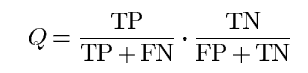 Q = TP / (TP + FN) · TN / (FP + TN)